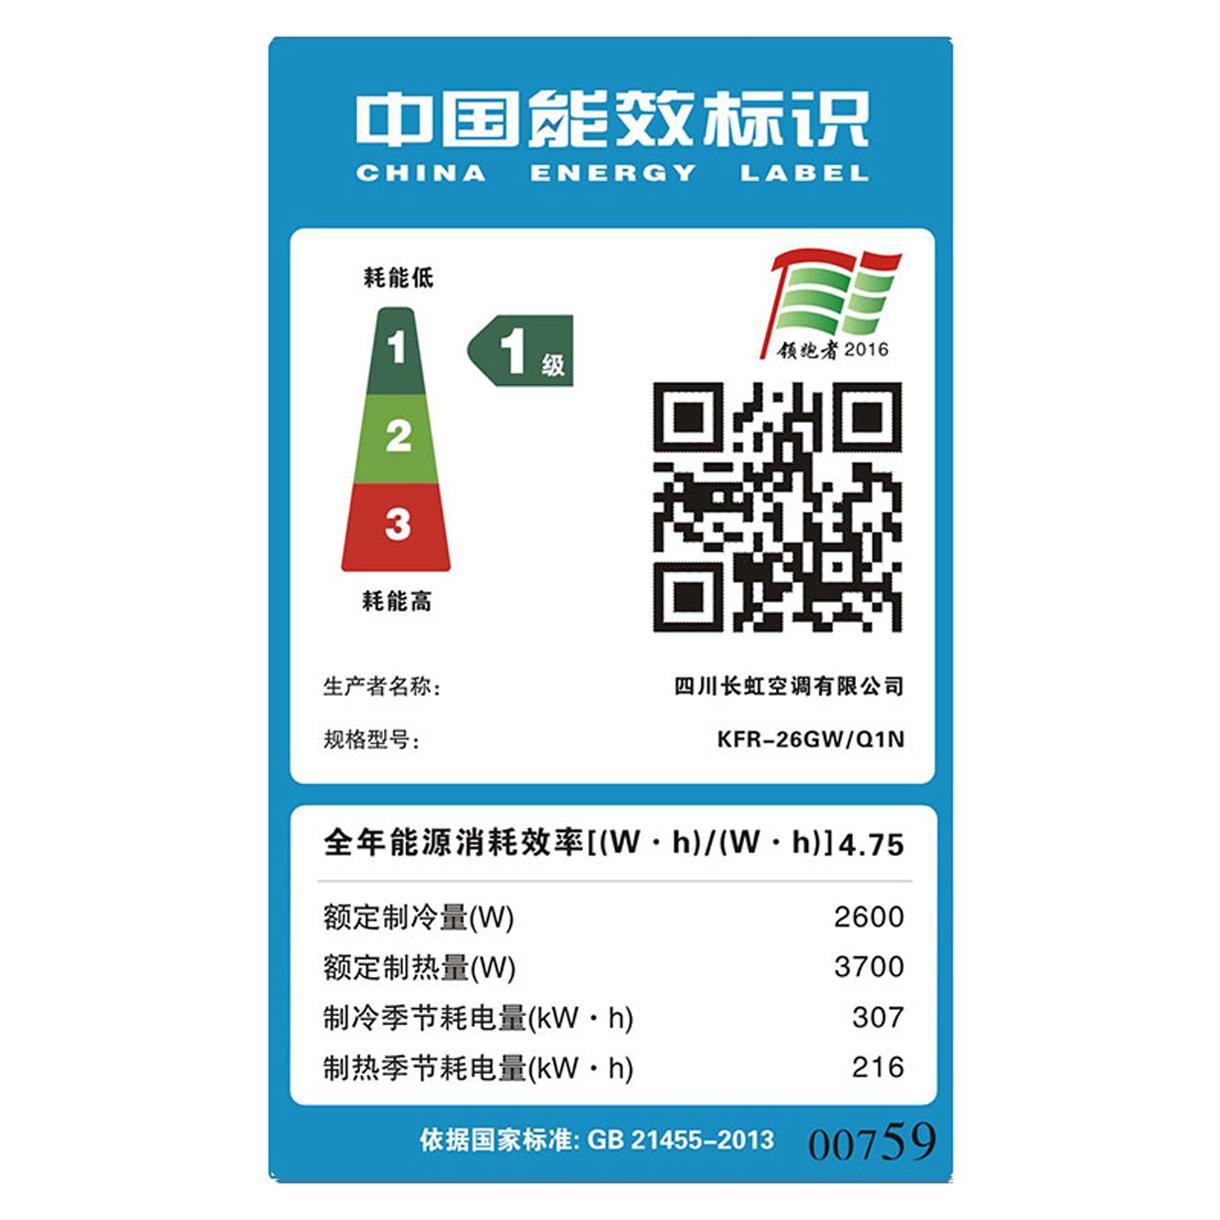 中国能效标识
CHINA ENERGY LABEL
耗能低
1
1级
2
3
耗能高
领跑者2016
生产者名称： 四川长虹空调有限公司
规格型号： KFR-26GW/Q1N
全年能源消耗效率[(W·h)/(W·h)] 4.75
额定制冷量(W) 2600
额定制热量(W) 3700
制冷季节耗电量(kW·h) 307
制热季节耗电量(kW·h) 216
依据国家标准: GB 21455-2013 00759